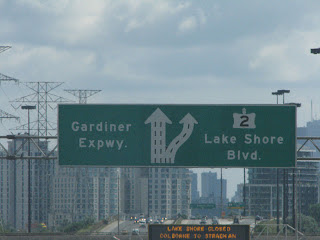 Gardiner
Expwy.
2
Lake Shore
Blvd.
LAKE SHORE CLOSED
COLBORNE TO STRACHAN